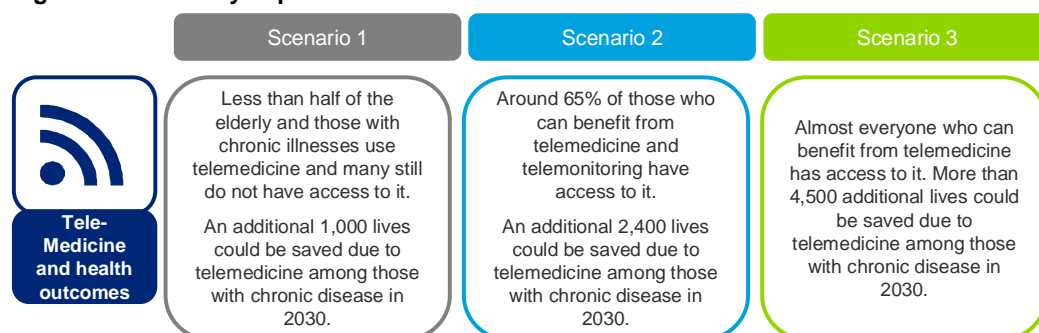 Scenario 1
Scenario 2
Scenario 3
Tele-
Medicine
and health
outcomes
Less than half of the
elderly and those with
chronic illnesses use
telemedicine and many still
do not have access to it.
An additional 1,000 lives
could be saved due to
telemedicine among those
with chronic disease in
2030.
Around 65% of those who
can benefit from
telemedicine and
telemonitoring have
access to it.
An additional 2,400 lives
could be saved due to
telemedicine among those
with chronic disease in
2030.
Almost everyone who can
benefit from telemedicine
has access to it. More than
4,500 additional lives could
be saved due to
telemedicine among those
with chronic disease in
2030.